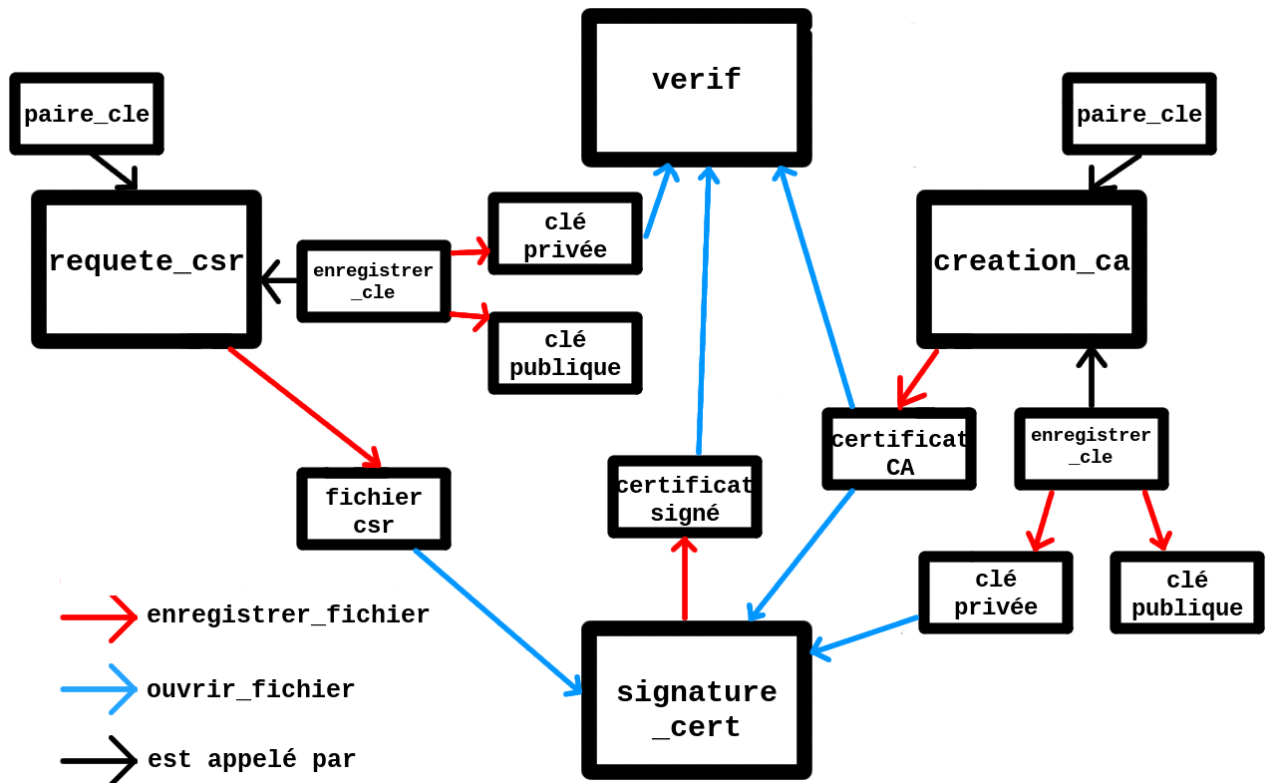 verif
paire_cle
paire_cle
requete_csr
enregistrer
_cle
clé
privée
clé
publique
creation_ca
certificat
CA
enregistrer
_cle
fichier
csr
certificat
signé
clé
privée
clé
publique
signature
_cert
enregistrer_fichier
ouvrir_fichier
est appelé par